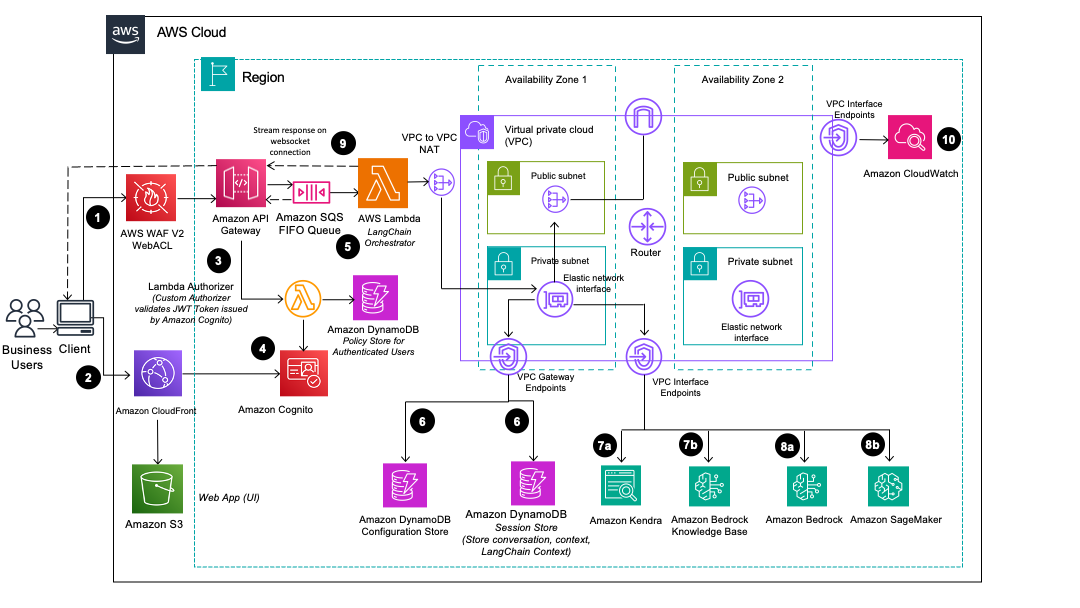 aws
AWS Cloud
Region
Availability Zone 1
Availability Zone 2
VPC Interface
Endpoints
10
Amazon CloudWatch
Stream response on
websocket
connection
9
VPC to VPC
NAT
Virtual private cloud
(VPC)
Public subnet
Public subnet
1
AWS WAF V2
WebACL
Amazon API
Gateway
Amazon SQS
FIFO Queue
AWS Lambda
LangChain
Orchestrator
5
Router
3
Private subnet
Private subnet
Elastic network
interface
Elastic network
interface
Lambda Authorizer
(Custom Authorizer
validates JWT Token issued
by Amazon Cognito)
Amazon DynamoDB
Policy Store for
Authenticated Users
Business
Users
Client
2
4
Amazon CloudFront
Amazon Cognito
VPC Gateway
Endpoints
VPC Interface
Endpoints
6
6
7a
7b
8a
8b
Web App (UI)
Amazon S3
Amazon DynamoDB
Configuration Store
Amazon DynamoDB
Session Store
(Store conversation, context,
LangChain Context)
Amazon Kendra
Amazon Bedrock
Knowledge Base
Amazon Bedrock
Amazon SageMaker